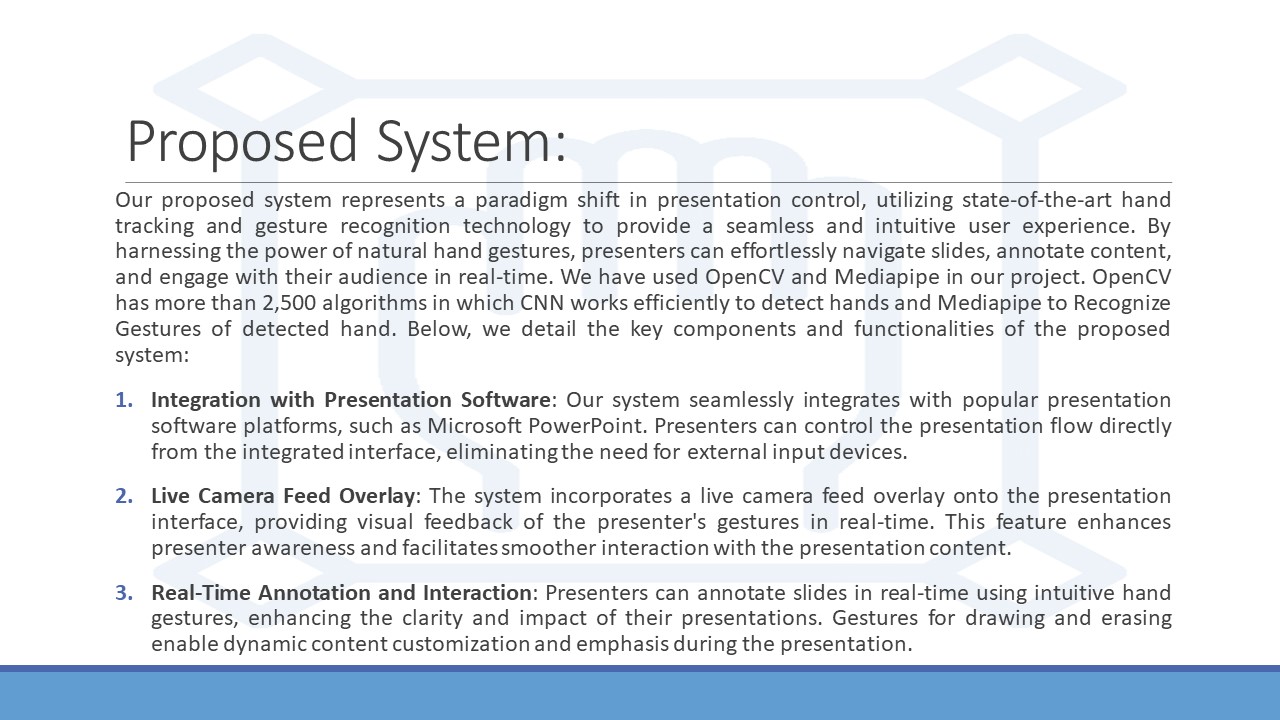 Proposed System:
Our proposed system represents a paradigm shift in presentation control, utilizing state-of-the-art hand
tracking and gesture recognition technology to provide a seamless and intuitive user experience. By
harnessing the power of natural hand gestures, presenters can effortlessly navigate slides, annotate content,
and engage with their audience in real-time. We have used OpenCV and Mediapipe in our project. OpenCV
has more than 2,500 algorithms in which CNN works efficiently to detect hands and Mediapipe to Recognize
Gestures of detected hand. Below, we detail the key components and functionalities of the proposed
system:
1. Integration with Presentation Software: Our system seamlessly integrates with popular presentation
software platforms, such as Microsoft PowerPoint. Presenters can control the presentation flow directly
from the integrated interface, eliminating the need for external input devices.
2. Live Camera Feed Overlay: The system incorporates a live camera feed overlay onto the presentation
interface, providing visual feedback of the presenter's gestures in real-time. This feature enhances
presenter awareness and facilitates smoother interaction with the presentation content.
3. Real-Time Annotation and Interaction: Presenters can annotate slides in real-time using intuitive hand
gestures, enhancing the clarity and impact of their presentations. Gestures for drawing and erasing
enable dynamic content customization and emphasis during the presentation.